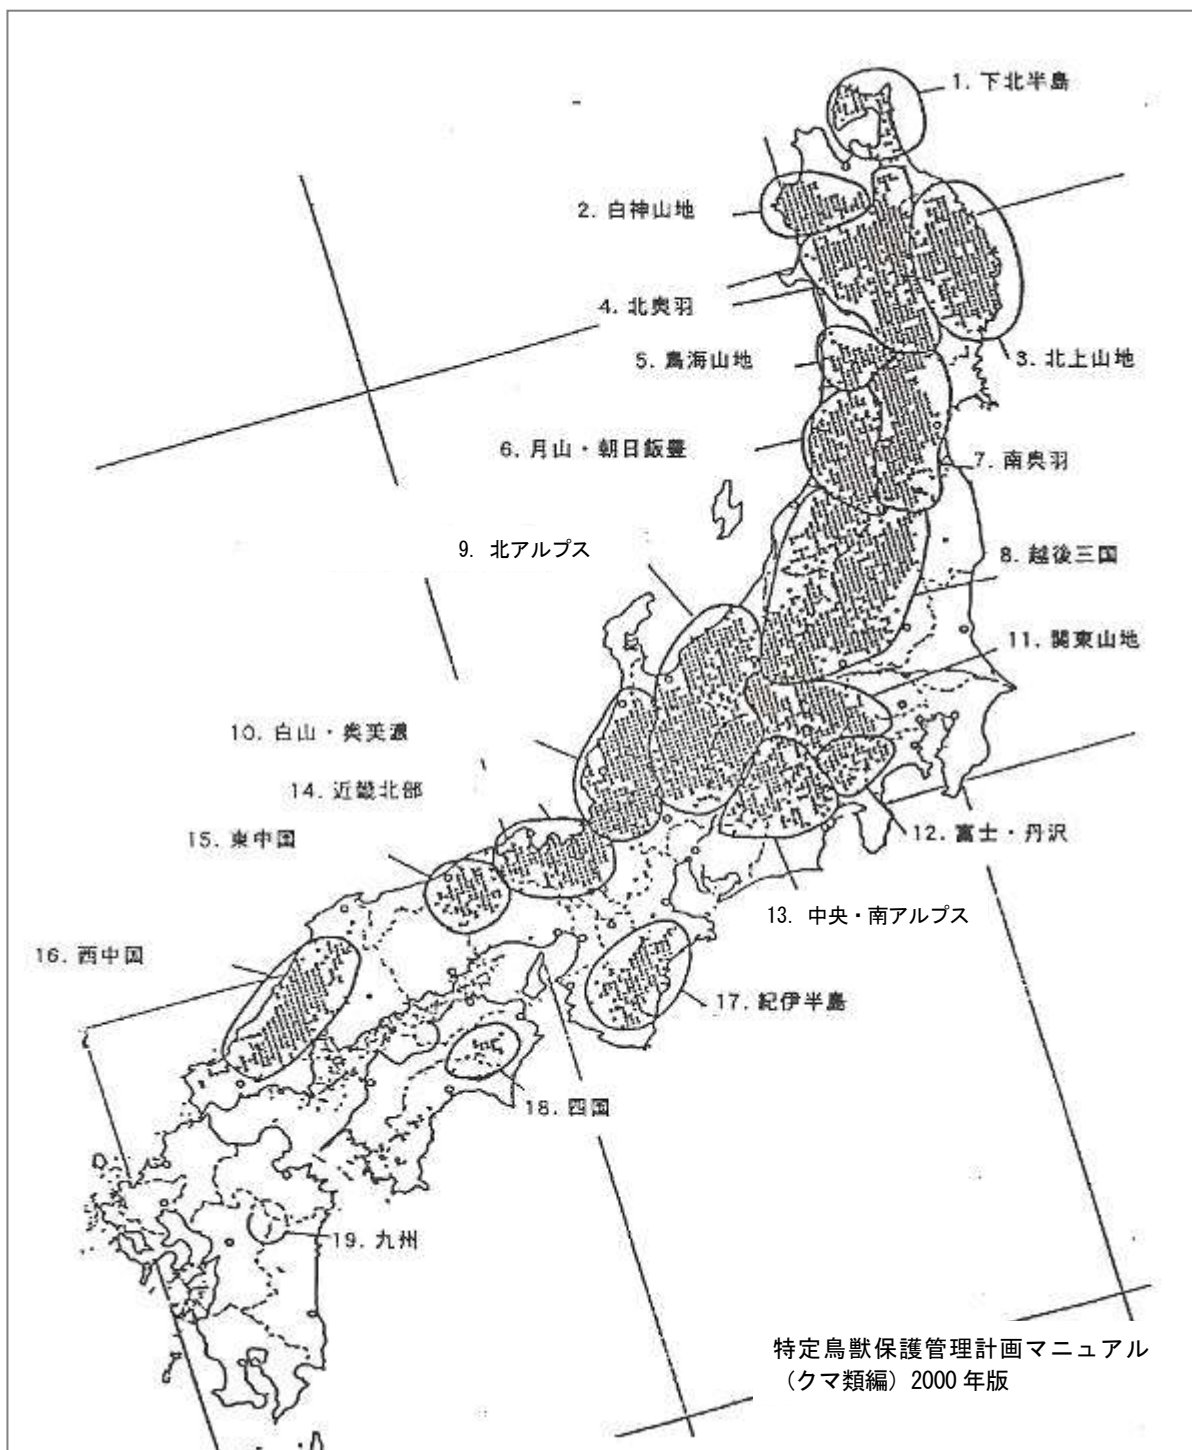 1. 下北半島
2. 白神山地
4. 北奥羽
5. 鳥海山地
3. 北上山地
6. 月山・朝日飯豊
7. 南奥羽
9. 北アルプス
8. 越後三国
11. 関東山地
10. 白山・奥美濃
14. 近畿北部
15. 東中国
12. 富士・丹沢
13. 中央・南アルプス
16. 西中国
17. 紀伊半島
18. 四国
19. 九州
特定鳥獣保護管理計画マニュアル
（クマ類編）2000 年版